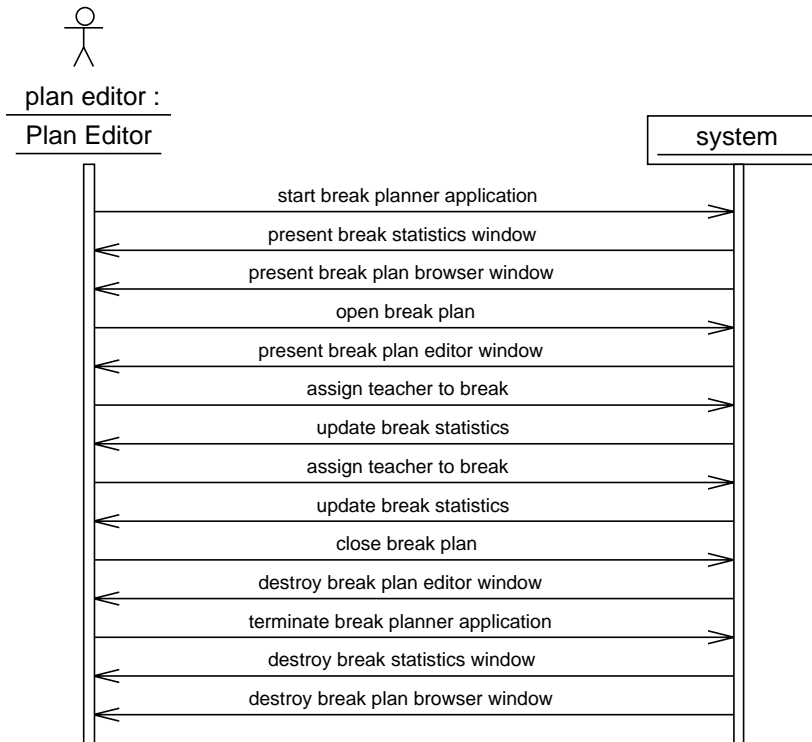 plan editor :
Plan Editor
system
start break planner application
present break statistics window
present break plan browser window
open break plan
present break plan editor window
assign teacher to break
update break statistics
assign teacher to break
update break statistics
close break plan
destroy break plan editor window
terminate break planner application
destroy break statistics window
destroy break plan browser window